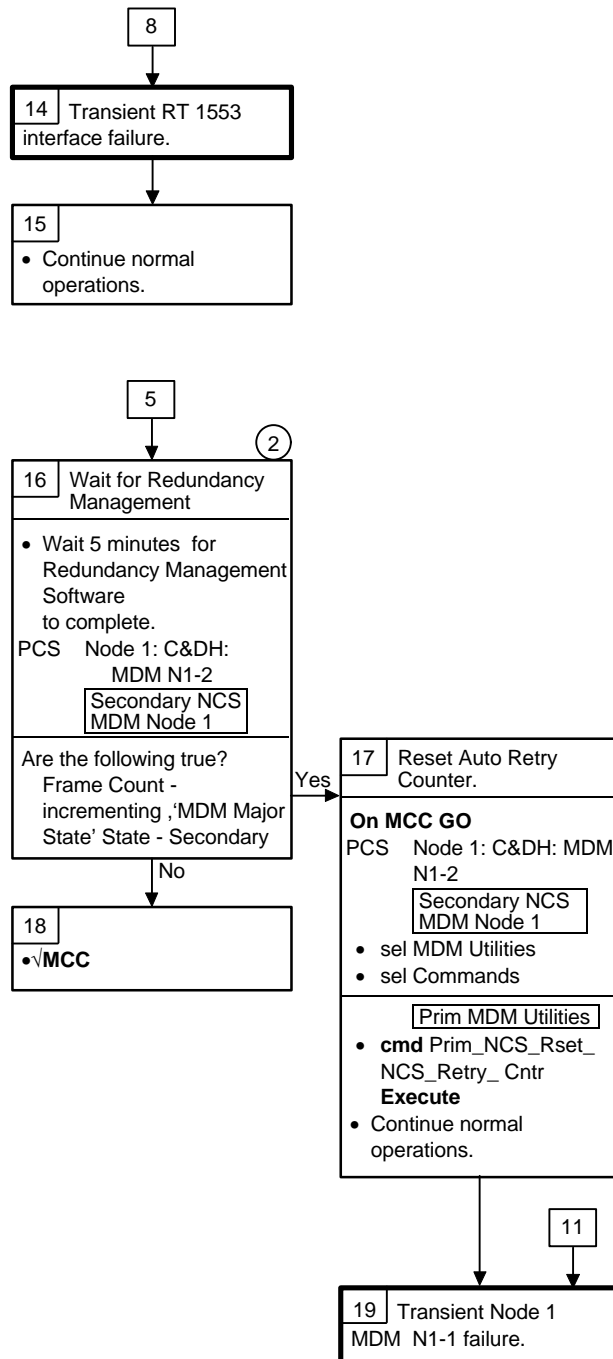 8
14 Transient RT 1553
interface failure.
15
• Continue normal
operations.
5
2
16 Wait for Redundancy
Management
• Wait 5 minutes for
Redundancy Management
Software
to complete.
PCS Node 1: C&DH:
MDM N1-2
Secondary NCS
MDM Node 1
Are the following true?
Frame Count -
incrementing ,‘MDM Major
State’ State - Secondary
Yes
No
18
•√MCC
17 Reset Auto Retry
Counter.
On MCC GO
PCS Node 1: C&DH: MDM
N1-2
Secondary NCS
MDM Node 1
• sel MDM Utilities
• sel Commands
Prim MDM Utilities
• cmd Prim_NCS_Rset_
NCS_Retry_ Cntr
Execute
• Continue normal
operations.
11
19 Transient Node 1
MDM N1-1 failure.